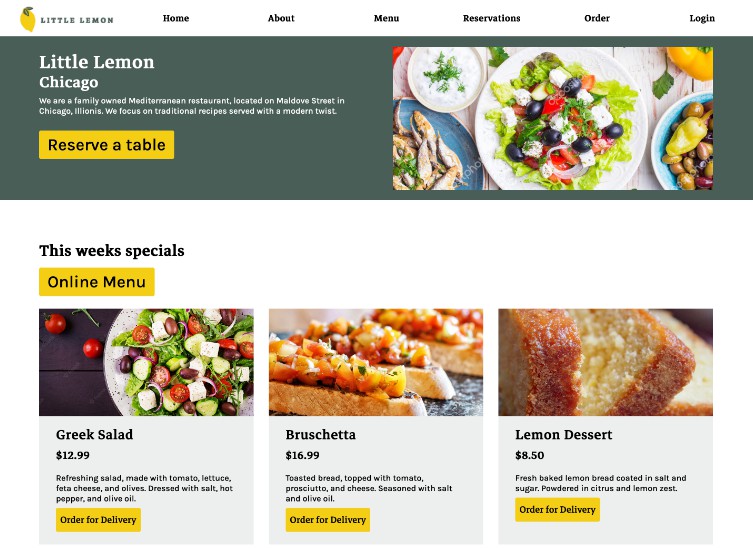 LITTLE LEMON
Home About Menu Reservations Order Login
Little Lemon
Chicago
We are a family owned Mediterranean restaurant, located on Maldove Street in
Chicago, Illionis. We focus on traditional recipes served with a modern twist.
Reserve a table
This weeks specials
Online Menu
Greek Salad
$12.99
Refreshing salad, made with tomato, lettuce,
feta cheese, and olives. Dressed with salt, hot
pepper, and olive oil.
Order for Delivery
Bruschetta
$16.99
Toasted bread, topped with tomato,
prosciutto, and cheese. Seasoned with salt
and olive oil.
Order for Delivery
Lemon Dessert
$8.50
Fresh baked lemon bread coated in salt and
sugar. Powdered in citrus and lemon zest.
Order for Delivery